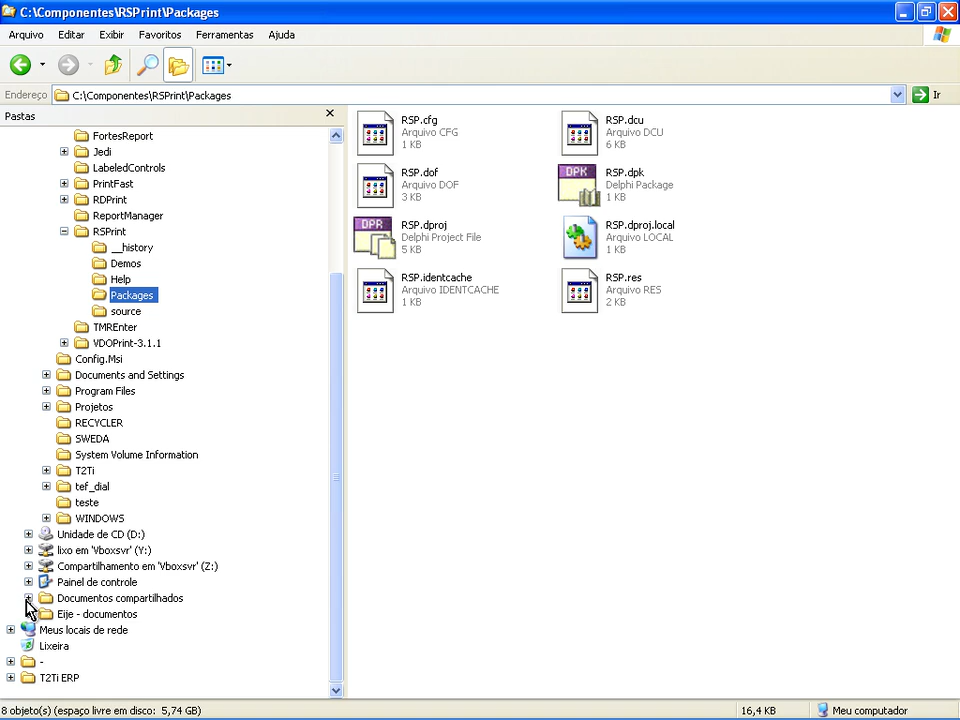 C:\Componentes\RSPrint\Packages
Arquivo Editar Exibir Favoritos Ferramentas Ajuda
Endereço C:\Componentes\RSPrint\Packages Ir
Pastas
FortesReport
Jedi
LabeledControls
PrintFast
RDPrint
ReportManager
RSPrint
__history
Demos
Help
Packages
source
TMREnter
VDOPrint-3.1.1
Config.Msi
Documents and Settings
Program Files
Projetos
RECYCLER
SWEDA
System Volume Information
T2Ti
tef_dial
teste
WINDOWS
Unidade de CD (D:)
lixo em 'Vboxsvr' (Y:)
Compartilhamento em 'Vboxsvr' (Z:)
Painel de controle
Documentos compartilhados
Eije - documentos
Meus locais de rede
Lixeira
-
T2Ti ERP
RSP.cfg
Arquivo CFG
1 KB
RSP.dcu
Arquivo DCU
6 KB
RSP.dof
Arquivo DOF
3 KB
DPK
RSP.dpk
Delphi Package
1 KB
DPR
RSP.dproj
Delphi Project File
5 KB
RSP.dproj.local
Arquivo LOCAL
1 KB
RSP.identcache
Arquivo IDENTCACHE
1 KB
RSP.res
Arquivo RES
2 KB
8 objeto(s) (espaço livre em disco: 5,74 GB) 16,4 KB Meu computador